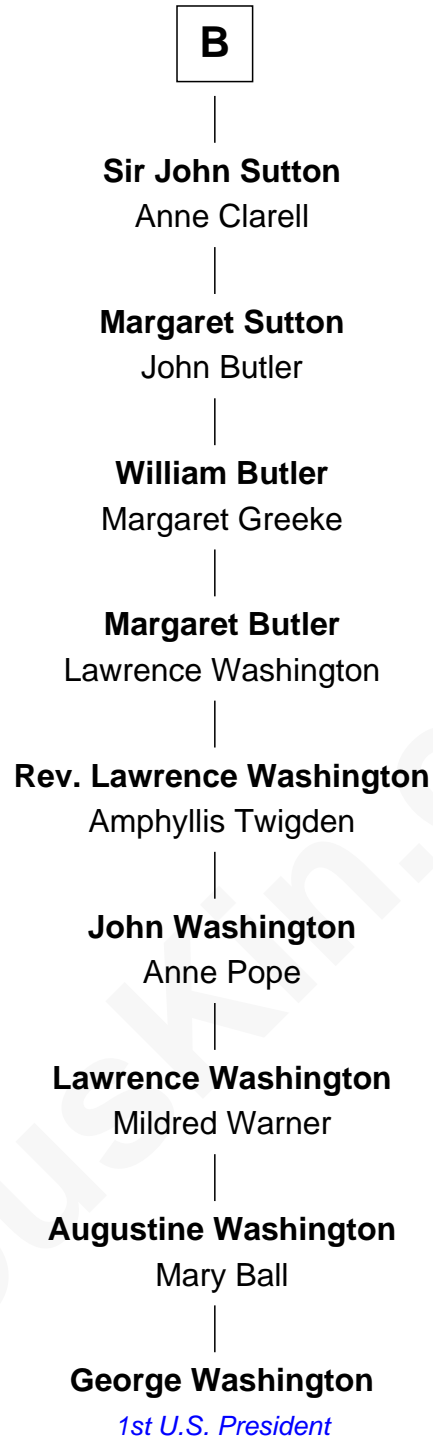 B
Sir John Sutton
Anne Clarell
Margaret Sutton
John Butler
William Butler
Margaret Greeke
Margaret Butler
Lawrence Washington
Rev. Lawrence Washington
Amphyllis Twigden
John Washington
Anne Pope
Lawrence Washington
Mildred Warner
Augustine Washington
Mary Ball
George Washington
1st U.S. President